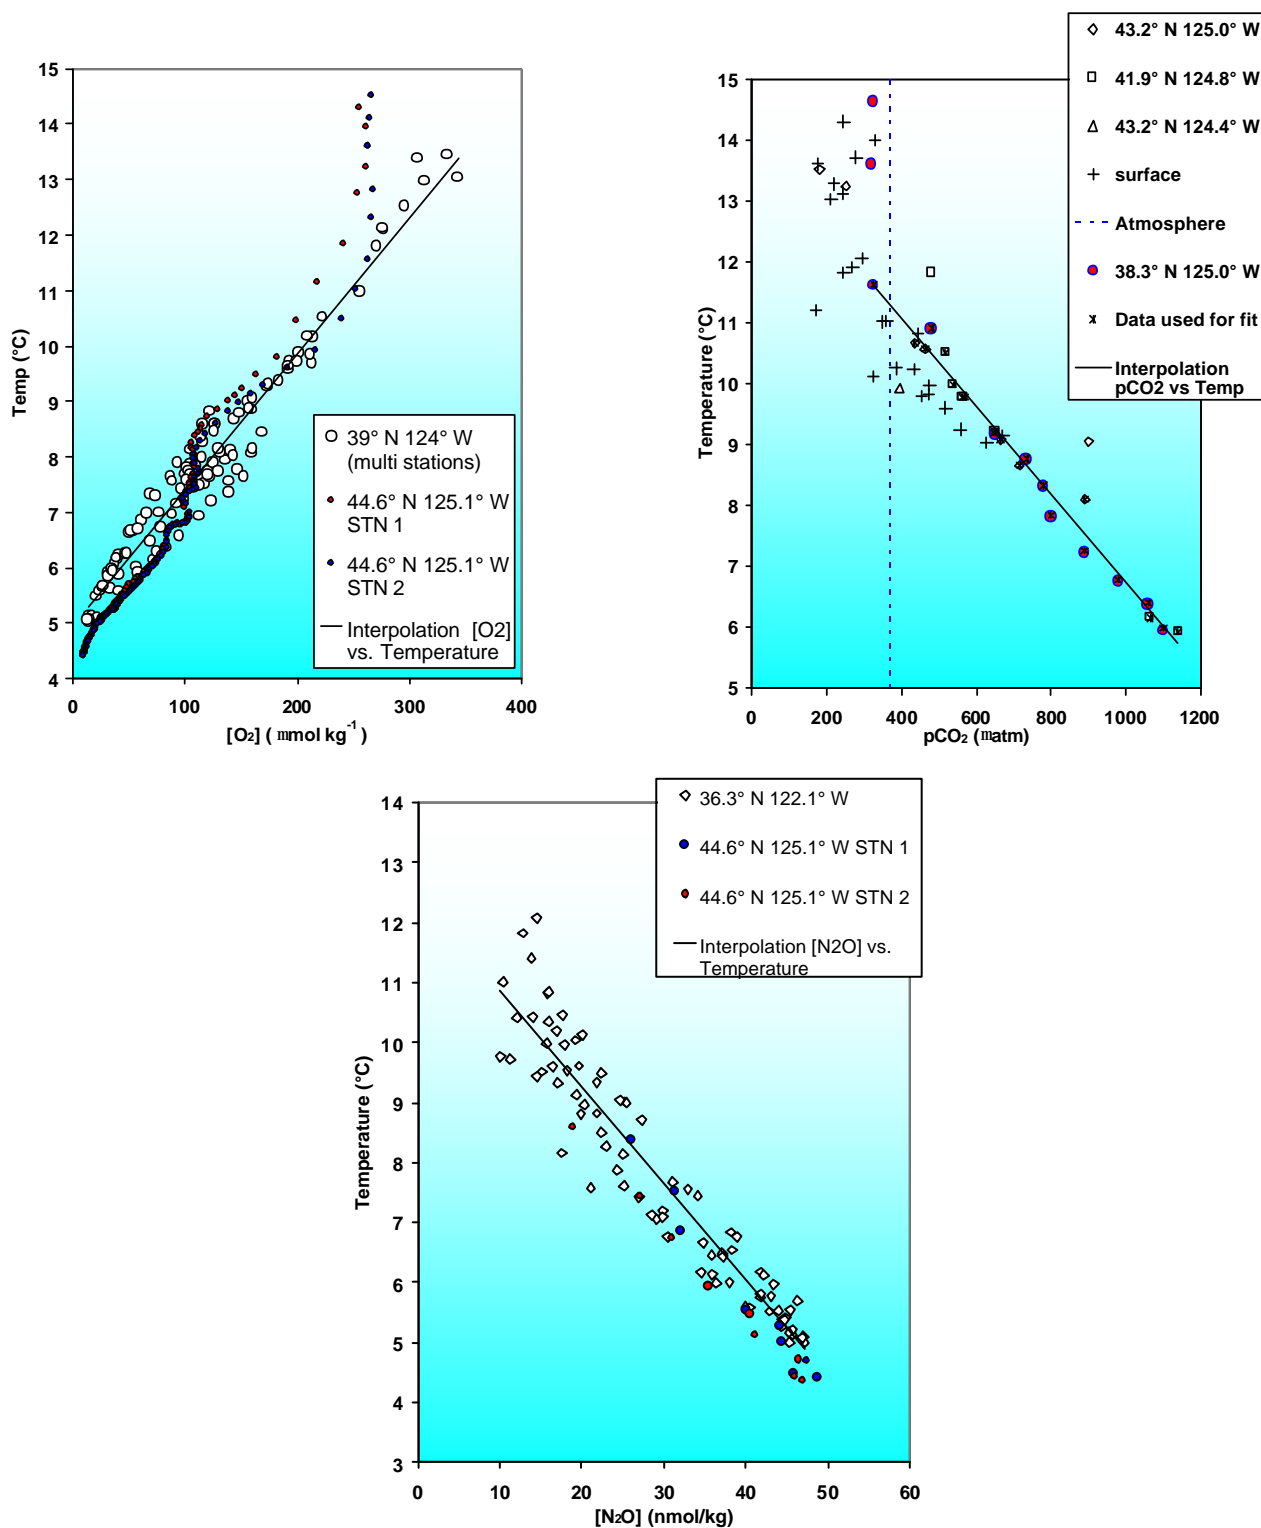 15
14
13
12
11
10
9
8
7
6
5
4
Temp (°C)
0
100
200
300
400
[O2] ( mmol kg-1 )
39° N 124° W
(multi stations)
44.6° N 125.1° W
STN 1
44.6° N 125.1° W
STN 2
Interpolation [O2]
vs. Temperature
15
14
13
12
11
10
9
8
7
6
5
Temperature (°C)
0
200
400
600
800
1000
1200
pCO2 (matm)
43.2° N 125.0° W
41.9° N 124.8° W
43.2° N 124.4° W
surface
Atmosphere
38.3° N 125.0° W
Data used for fit
Interpolation
pCO2 vs Temp
14
13
12
11
10
9
8
7
6
5
4
3
Temperature (°C)
0
10
20
30
40
50
60
[N2O] (nmol/kg)
36.3° N 122.1° W
44.6° N 125.1° W STN 1
44.6° N 125.1° W STN 2
Interpolation [N2O] vs.
Temperature